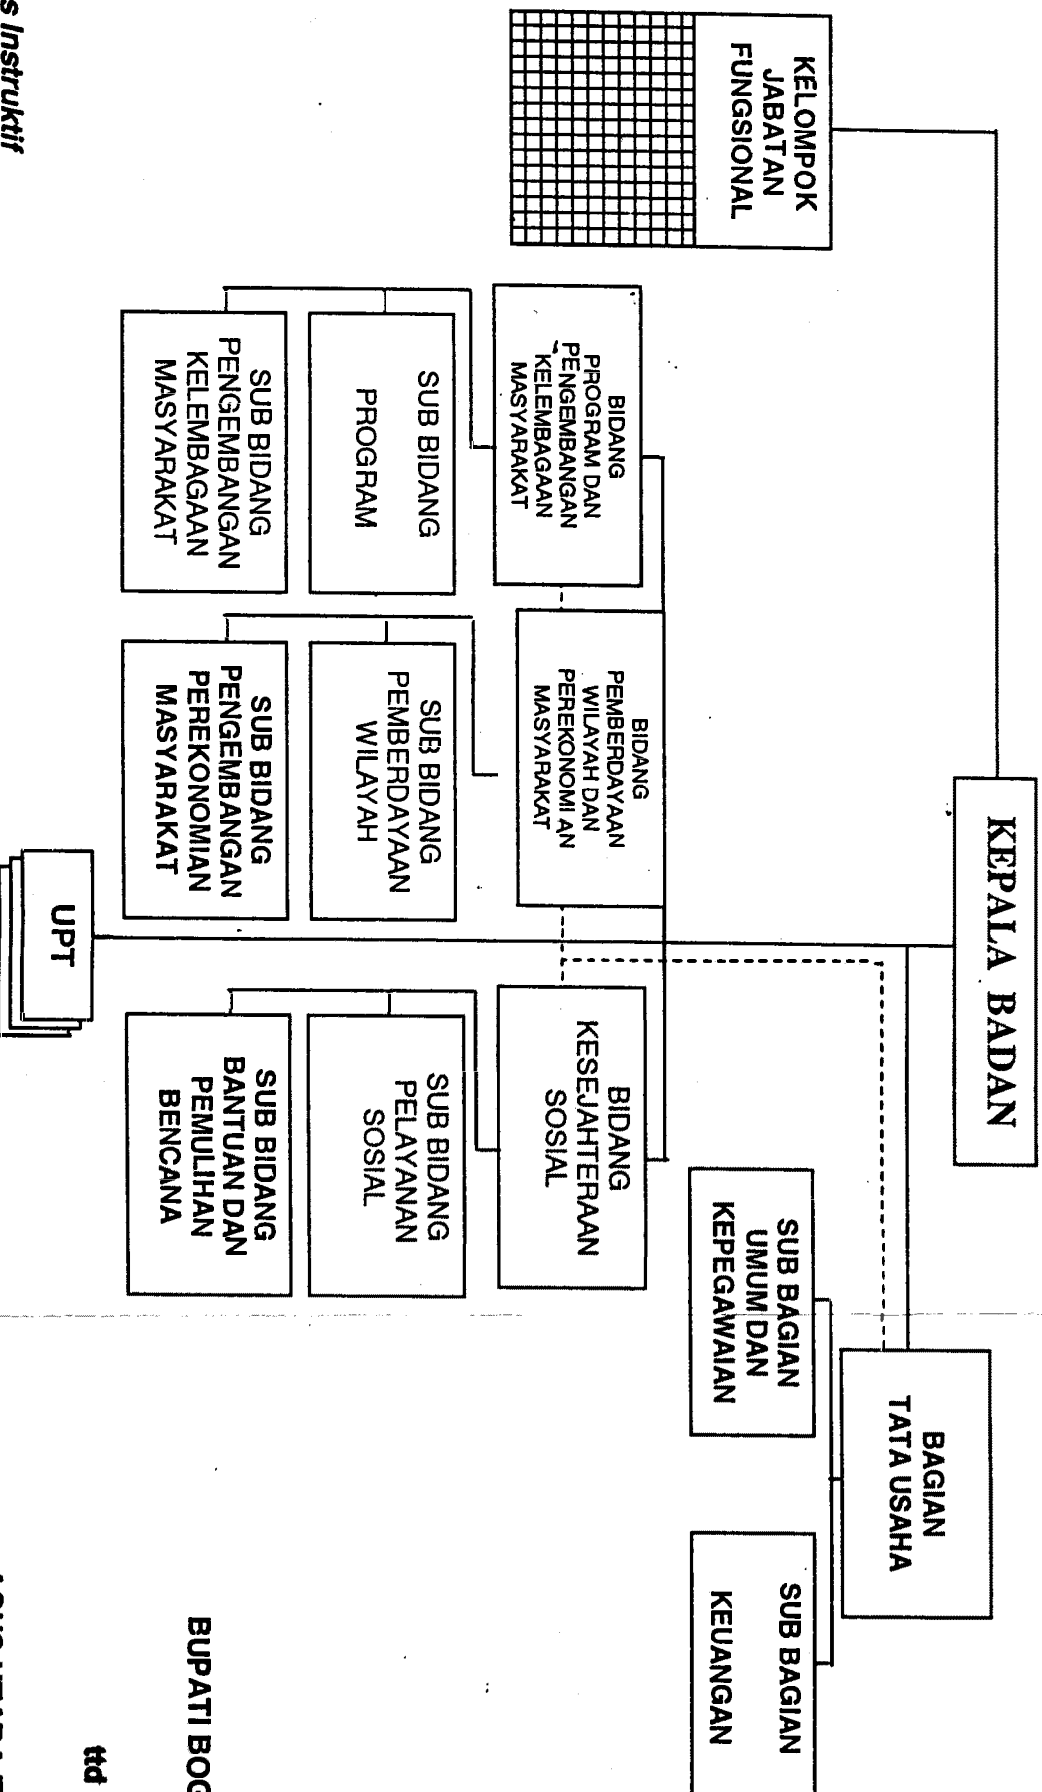 KEPALA BADAN
KELOMPOK
JABATAN
FUNGSIONAL
BAGIAN
TATA USAHA
SUB BAGIAN
UMUM DAN
KEPEGAWAIAN
SUB BAGIAN
KEUANGAN
BIDANG
PROGRAM DAN
PENGEMBANGAN
KELEMBAGAAN
MASYARAKAT
BIDANG
PEMBERDAYAAN
WILAYAH DAN
PEREKONOMI AN
MASYARAKAT
BIDANG
KESEJAHTERAAN
SOSIAL
SUB BIDANG
PROGRAM
SUB BIDANG
PEMBERDAYAAN
WILAYAH
SUB BIDANG
PELAYANAN
SOSIAL
SUB BIDANG
PENGEMBANGAN
KELEMBAGAAN
MASYARAKAT
SUB BIDANG
PENGEMBANGAN
PEREKONOMIAN
MASYARAKAT
SUB BIDANG
BANTUAN DAN
PEMULIHAN
BENCANA
UPT
BUPATI BOG
ttd
s Instruktif